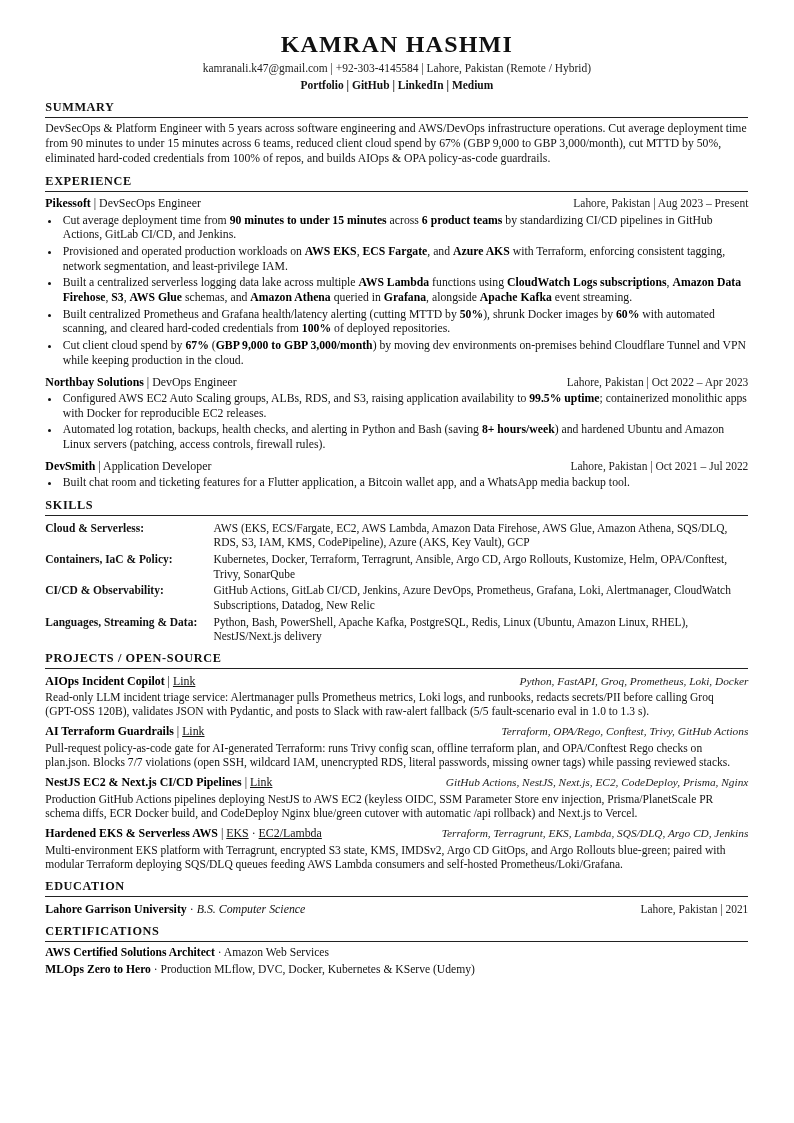 KAMRAN HASHMI
kamranali.k47@gmail.com | +92-303-4145584 | Lahore, Pakistan (Remote / Hybrid)
Portfolio | GitHub | LinkedIn | Medium
SUMMARY
DevSecOps & Platform Engineer with 5 years across software engineering and AWS/DevOps infrastructure operations. Cut average deployment time
from 90 minutes to under 15 minutes across 6 teams, reduced client cloud spend by 67% (GBP 9,000 to GBP 3,000/month), cut MTTD by 50%,
eliminated hard-coded credentials from 100% of repos, and builds AIOps & OPA policy-as-code guardrails.
EXPERIENCE
Pikessoft | DevSecOps Engineer Lahore, Pakistan | Aug 2023 – Present
• Cut average deployment time from 90 minutes to under 15 minutes across 6 product teams by standardizing CI/CD pipelines in GitHub
Actions, GitLab CI/CD, and Jenkins.
• Provisioned and operated production workloads on AWS EKS, ECS Fargate, and Azure AKS with Terraform, enforcing consistent tagging,
network segmentation, and least-privilege IAM.
• Built a centralized serverless logging data lake across multiple AWS Lambda functions using CloudWatch Logs subscriptions, Amazon Data
Firehose, S3, AWS Glue schemas, and Amazon Athena queried in Grafana, alongside Apache Kafka event streaming.
• Built centralized Prometheus and Grafana health/latency alerting (cutting MTTD by 50%), shrunk Docker images by 60% with automated
scanning, and cleared hard-coded credentials from 100% of deployed repositories.
• Cut client cloud spend by 67% (GBP 9,000 to GBP 3,000/month) by moving dev environments on-premises behind Cloudflare Tunnel and VPN
while keeping production in the cloud.
Northbay Solutions | DevOps Engineer Lahore, Pakistan | Oct 2022 – Apr 2023
• Configured AWS EC2 Auto Scaling groups, ALBs, RDS, and S3, raising application availability to 99.5% uptime; containerized monolithic apps
with Docker for reproducible EC2 releases.
• Automated log rotation, backups, health checks, and alerting in Python and Bash (saving 8+ hours/week) and hardened Ubuntu and Amazon
Linux servers (patching, access controls, firewall rules).
DevSmith | Application Developer Lahore, Pakistan | Oct 2021 – Jul 2022
• Built chat room and ticketing features for a Flutter application, a Bitcoin wallet app, and a WhatsApp media backup tool.
SKILLS
Cloud & Serverless: AWS (EKS, ECS/Fargate, EC2, AWS Lambda, Amazon Data Firehose, AWS Glue, Amazon Athena, SQS/DLQ,
RDS, S3, IAM, KMS, CodePipeline), Azure (AKS, Key Vault), GCP
Containers, IaC & Policy: Kubernetes, Docker, Terraform, Terragrunt, Ansible, Argo CD, Argo Rollouts, Kustomize, Helm, OPA/Conftest,
Trivy, SonarQube
CI/CD & Observability: GitHub Actions, GitLab CI/CD, Jenkins, Azure DevOps, Prometheus, Grafana, Loki, Alertmanager, CloudWatch
Subscriptions, Datadog, New Relic
Languages, Streaming & Data: Python, Bash, PowerShell, Apache Kafka, PostgreSQL, Redis, Linux (Ubuntu, Amazon Linux, RHEL),
NestJS/Next.js delivery
PROJECTS / OPEN-SOURCE
AIOps Incident Copilot | Link Python, FastAPI, Groq, Prometheus, Loki, Docker
Read-only LLM incident triage service: Alertmanager pulls Prometheus metrics, Loki logs, and runbooks, redacts secrets/PII before calling Groq
(GPT-OSS 120B), validates JSON with Pydantic, and posts to Slack with raw-alert fallback (5/5 fault-scenario eval in 1.0 to 1.3 s).
AI Terraform Guardrails | Link Terraform, OPA/Rego, Conftest, Trivy, GitHub Actions
Pull-request policy-as-code gate for AI-generated Terraform: runs Trivy config scan, offline terraform plan, and OPA/Conftest Rego checks on
plan.json. Blocks 7/7 violations (open SSH, wildcard IAM, unencrypted RDS, literal passwords, missing owner tags) while passing reviewed stacks.
NestJS EC2 & Next.js CI/CD Pipelines | Link GitHub Actions, NestJS, Next.js, EC2, CodeDeploy, Prisma, Nginx
Production GitHub Actions pipelines deploying NestJS to AWS EC2 (keyless OIDC, SSM Parameter Store env injection, Prisma/PlanetScale PR
schema diffs, ECR Docker build, and CodeDeploy Nginx blue/green cutover with automatic /api rollback) and Next.js to Vercel.
Hardened EKS & Serverless AWS | EKS · EC2/Lambda Terraform, Terragrunt, EKS, Lambda, SQS/DLQ, Argo CD, Jenkins
Multi-environment EKS platform with Terragrunt, encrypted S3 state, KMS, IMDSv2, Argo CD GitOps, and Argo Rollouts blue-green; paired with
modular Terraform deploying SQS/DLQ queues feeding AWS Lambda consumers and self-hosted Prometheus/Loki/Grafana.
EDUCATION
Lahore Garrison University · B.S. Computer Science Lahore, Pakistan | 2021
CERTIFICATIONS
AWS Certified Solutions Architect · Amazon Web Services
MLOps Zero to Hero · Production MLflow, DVC, Docker, Kubernetes & KServe (Udemy)